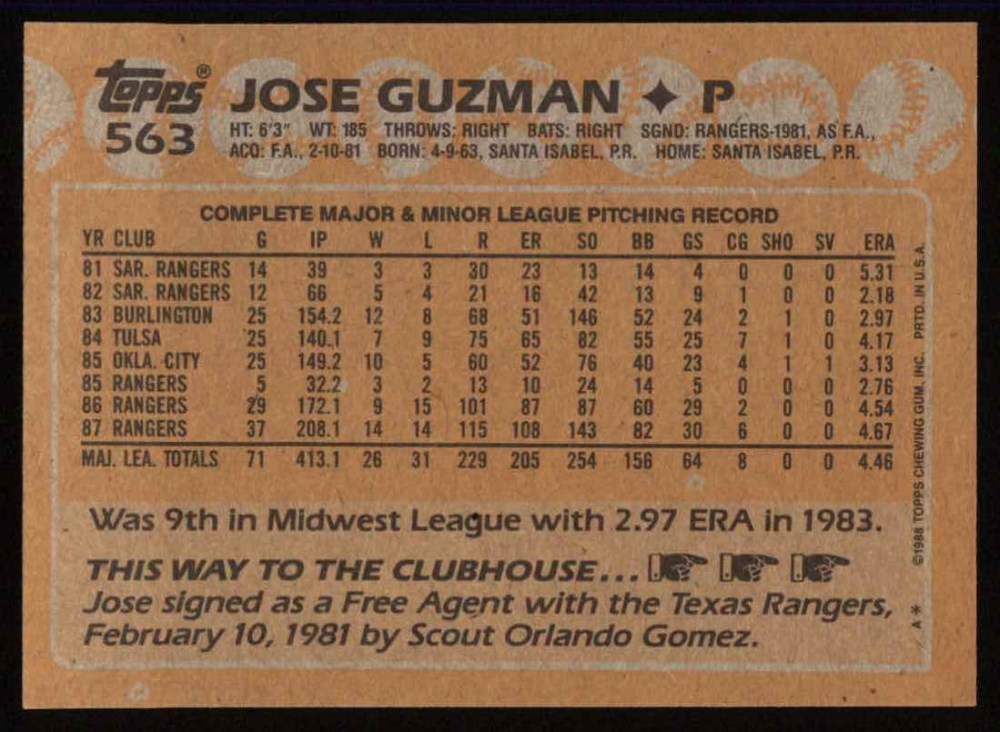 topps® JOSE GUZMAN ✦ P
563 HT: 6'3" WT: 185 THROWS: RIGHT BATS: RIGHT SGND: RANGERS-1981, AS F.A.,
ACQ: F.A., 2-10-81 BORN: 4-9-63, SANTA ISABEL, P.R. HOME: SANTA ISABEL, P.R.
COMPLETE MAJOR & MINOR LEAGUE PITCHING RECORD
YR CLUB G IP W L R ER SO BB GS CG SHO SV ERA
81 SAR. RANGERS 14 39 3 3 30 23 13 14 4 0 0 0 5.31
82 SAR. RANGERS 12 66 5 4 21 16 42 13 9 1 0 0 2.18
83 BURLINGTON 25 154.2 12 8 68 51 146 52 24 2 1 0 2.97
84 TULSA 25 140.1 7 9 75 65 82 55 25 7 1 0 4.17
85 OKLA. CITY 25 149.2 10 5 60 52 76 40 23 4 1 1 3.13
85 RANGERS 5 32.2 3 2 13 10 24 14 5 0 0 0 2.76
86 RANGERS 29 172.1 9 15 101 87 87 60 29 2 0 0 4.54
87 RANGERS 37 208.1 14 14 115 108 143 82 30 6 0 0 4.67
MAJ. LEA. TOTALS 71 413.1 26 31 229 205 254 156 64 8 0 0 4.46
Was 9th in Midwest League with 2.97 ERA in 1983.
THIS WAY TO THE CLUBHOUSE...
Jose signed as a Free Agent with the Texas Rangers,
February 10, 1981 by Scout Orlando Gomez.
A* ©1988 TOPPS CHEWING GUM, INC. PRTD. IN U.S.A.